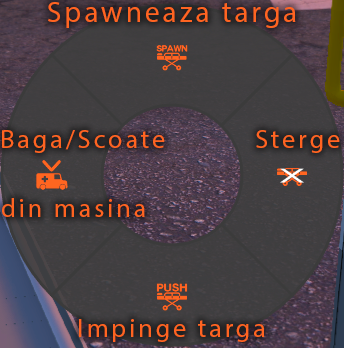 Spawneaza targa
SPAWN
Baga/Scoate
din masina
Sterge
PUSH
Impinge targa